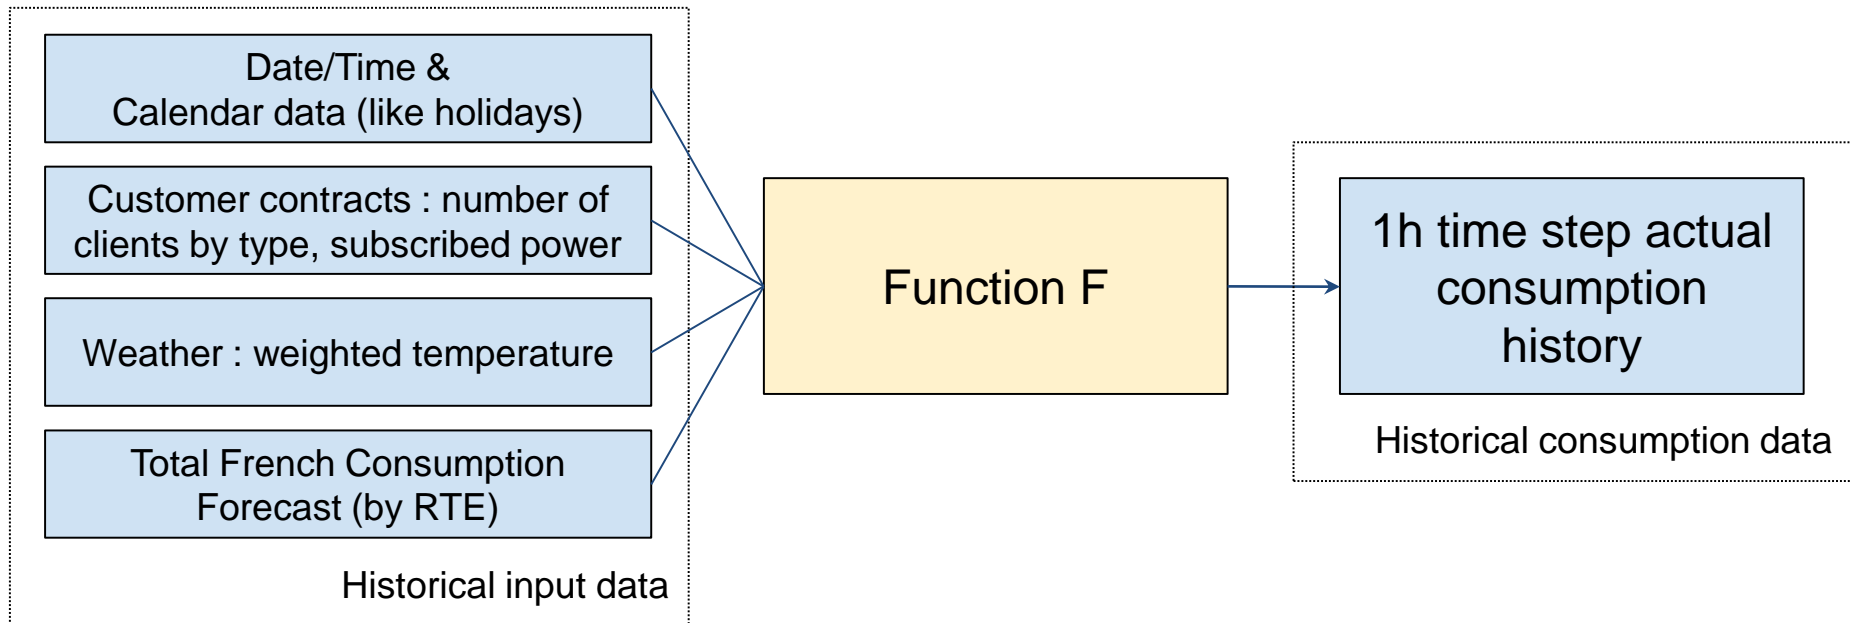 Date/Time &
Calendar data (like holidays)
Customer contracts : number of
clients by type, subscribed power
Weather : weighted temperature
Total French Consumption
Forecast (by RTE)
Historical input data
Function F
1h time step actual
consumption
history
Historical consumption data